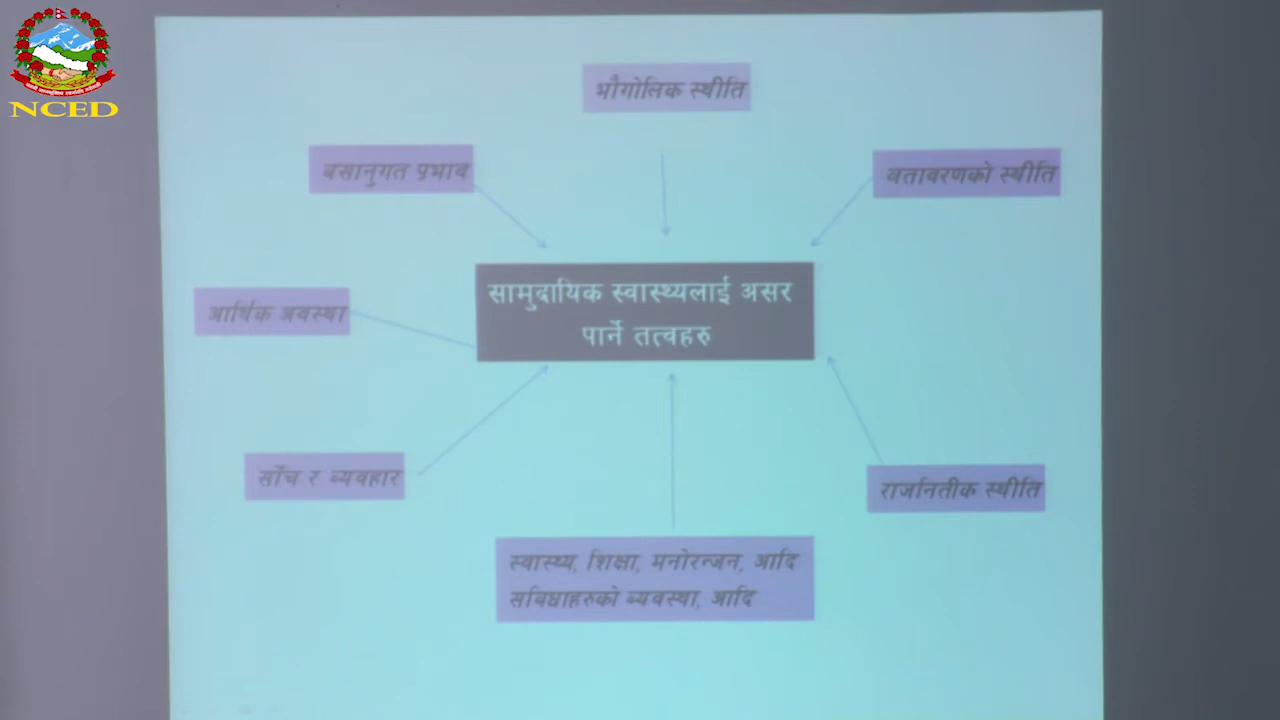 NCED
भौगोलिक स्थीति
बसानुगत प्रभाव
वतावरणको स्थीति
सामुदायिक स्वास्थ्यलाई असर
पार्ने तत्वहरु
आर्थिक अवस्था
सोँच र व्यवहार
राजनितीक स्थीति
स्वास्थ्य, शिक्षा, मनोरन्जन, आदि
सविधाहरुको व्यवस्था, आदि